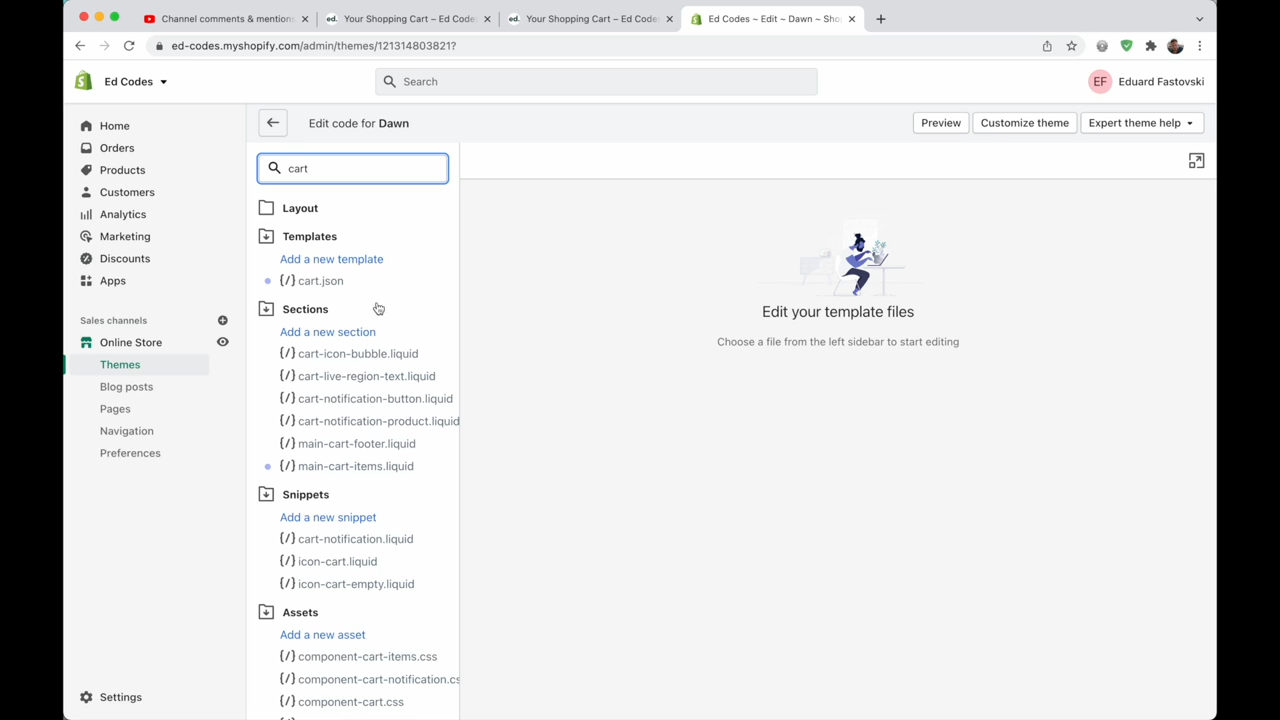 Channel comments & mentions
Your Shopping Cart – Ed Codes
Your Shopping Cart – Ed Codes
Ed Codes ~ Edit ~ Dawn ~ Sho
ed-codes.myshopify.com/admin/themes/121314803821?
Ed Codes
Search
EF
Eduard Fastovski
Home
Orders
Products
Customers
Analytics
Marketing
Discounts
Apps
Sales channels
Online Store
Themes
Blog posts
Pages
Navigation
Preferences
Settings
Edit code for Dawn
Preview
Customize theme
Expert theme help
cart
Layout
Templates
Add a new template
{/} cart.json
Sections
Add a new section
{/} cart-icon-bubble.liquid
{/} cart-live-region-text.liquid
{/} cart-notification-button.liquid
{/} cart-notification-product.liquid
{/} main-cart-footer.liquid
{/} main-cart-items.liquid
Snippets
Add a new snippet
{/} cart-notification.liquid
{/} icon-cart.liquid
{/} icon-cart-empty.liquid
Assets
Add a new asset
{/} component-cart-items.css
{/} component-cart-notification.cs
{/} component-cart.css
Edit your template files
Choose a file from the left sidebar to start editing